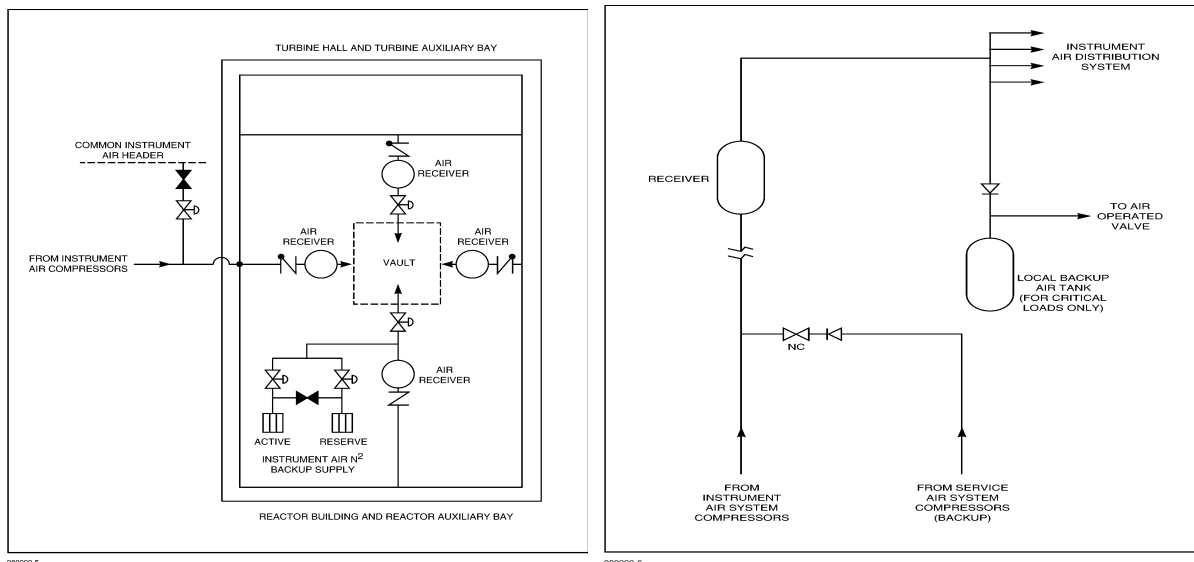 TURBINE HALL AND TURBINE AUXILIARY BAY
COMMON INSTRUMENT
AIR HEADER
AIR
RECEIVER
AIR
RECEIVER
AIR
RECEIVER
FROM INSTRUMENT
AIR COMPRESSORS
VAULT
AIR
RECEIVER
ACTIVE
RESERVE
INSTRUMENT AIR N2
BACKUP SUPPLY
REACTOR BUILDING AND REACTOR AUXILIARY BAY
INSTRUMENT
AIR DISTRIBUTION
SYSTEM
RECEIVER
TO AIR
OPERATED
VALVE
LOCAL BACKUP
AIR TANK
(FOR CRITICAL
LOADS ONLY)
NC
FROM
INSTRUMENT
AIR SYSTEM
COMPRESSORS
FROM SERVICE
AIR SYSTEM
COMPRESSORS
(BACKUP)